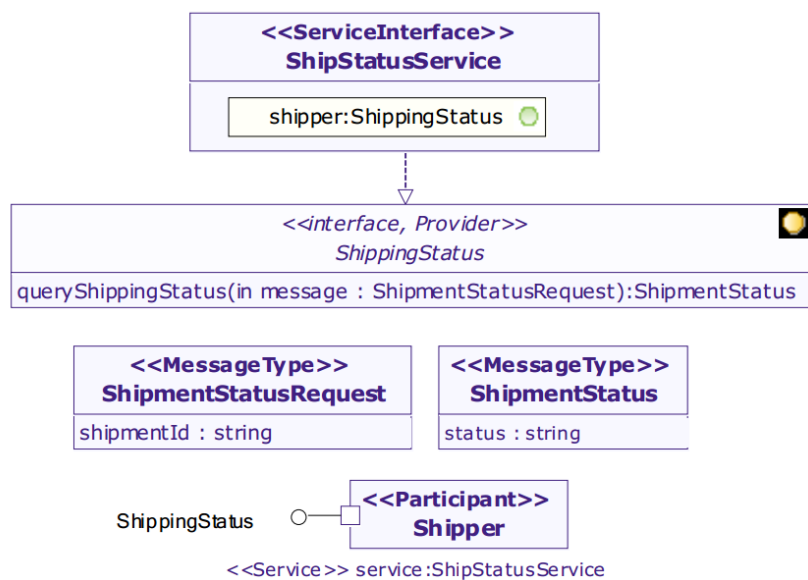 <<ServiceInterface>>
ShipStatusService
shipper:ShippingStatus
<<interface, Provider>>
ShippingStatus
queryShippingStatus(in message : ShipmentStatusRequest):ShipmentStatus
<<MessageType>>
ShipmentStatusRequest
shipmentId : string
<<MessageType>>
ShipmentStatus
status : string
<<Participant>>
Shipper
ShippingStatus
<<Service>> service:ShipStatusService